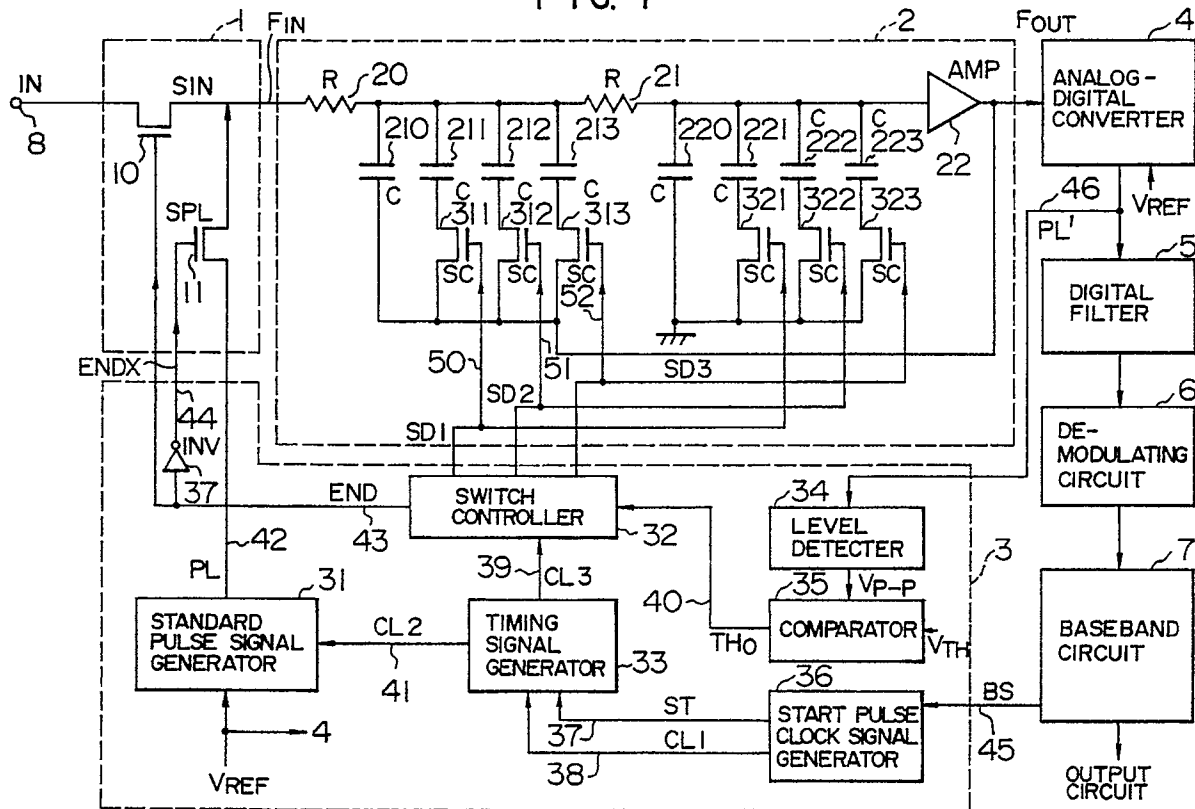 FIG. 1
1
FIN
2
FOUT
4
IN
8
SIN
10
SPL
11
R
20
R
21
AMP
22
210
211
212
213
220
221
222
223
C
C
C
C
C
C
C
C
311
312
313
321
322
323
SC
SC
SC
SC
SC
SC
ANALOG-
DIGITAL
CONVERTER
46
PL'
VREF
5
DIGITAL
FILTER
52
50
51
SD1
SD2
SD3
ENDX
44
INV
37
6
DE-
MODULATING
CIRCUIT
END
43
SWITCH
CONTROLLER
32
34
LEVEL
DETECTER
3
42
PL
39
CL3
40
THO
35
VP-P
COMPARATOR
VTH
7
BASEBAND
CIRCUIT
31
STANDARD
PULSE SIGNAL
GENERATOR
CL2
41
TIMING
SIGNAL
GENERATOR
33
36
START PULSE
CLOCK SIGNAL
GENERATOR
BS
45
ST
37
CL1
38
4
VREF
OUTPUT
CIRCUIT